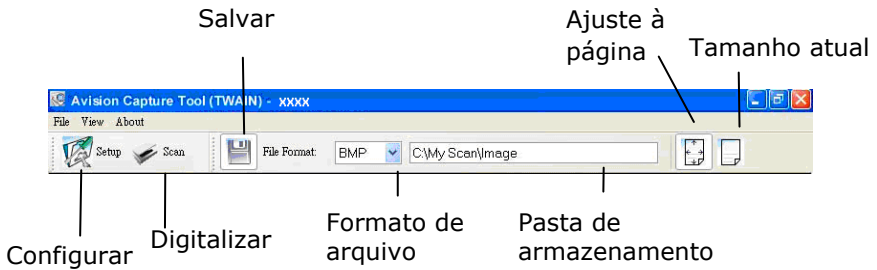 Salvar
Ajuste à
página
Tamanho atual
Avision Capture Tool (TWAIN) - xxxx
File View About
Setup Scan File Format: BMP C:\My Scan\Image
Configurar
Digitalizar
Formato de
arquivo
Pasta de
armazenamento